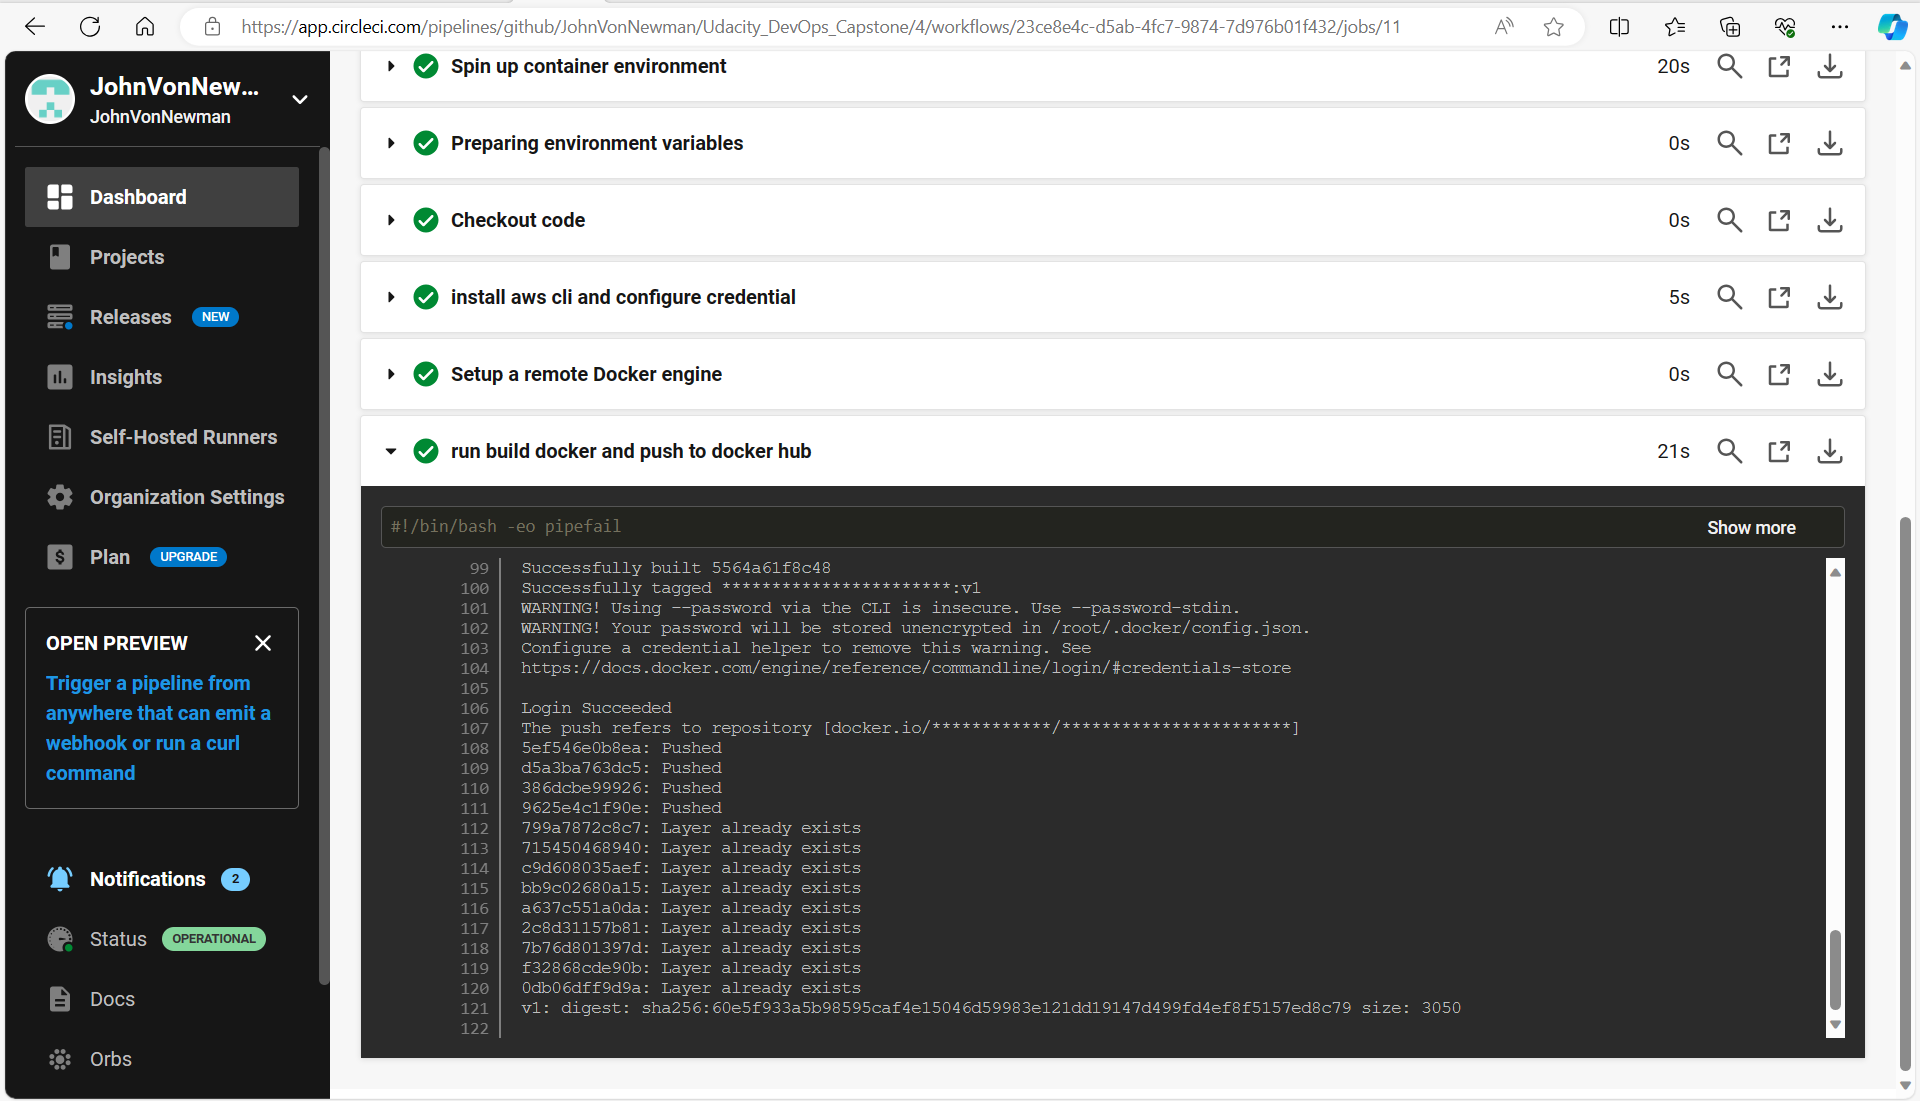 https://app.circleci.com/pipelines/github/JohnVonNewman/Udacity_DevOps_Capstone/4/workflows/23ce8e4c-d5ab-4fc7-9874-7d976b01f432/jobs/11
JohnVonNew...
JohnVonNewman
Dashboard
Projects
Releases NEW
Insights
Self-Hosted Runners
Organization Settings
Plan UPGRADE
OPEN PREVIEW
Trigger a pipeline from
anywhere that can emit a
webhook or run a curl
command
Notifications 2
Status OPERATIONAL
Docs
Orbs
Spin up container environment 20s
Preparing environment variables 0s
Checkout code 0s
install aws cli and configure credential 5s
Setup a remote Docker engine 0s
run build docker and push to docker hub 21s
#!/bin/bash -eo pipefail Show more
99 Successfully built 5564a61f8c48
100 Successfully tagged ***********************:v1
101 WARNING! Using --password via the CLI is insecure. Use --password-stdin.
102 WARNING! Your password will be stored unencrypted in /root/.docker/config.json.
103 Configure a credential helper to remove this warning. See
104 https://docs.docker.com/engine/reference/commandline/login/#credentials-store
105
106 Login Succeeded
107 The push refers to repository [docker.io/************/***********************]
108 5ef546e0b8ea: Pushed
109 d5a3ba763dc5: Pushed
110 386dcbe99926: Pushed
111 9625e4c1f90e: Pushed
112 799a7872c8c7: Layer already exists
113 715450468940: Layer already exists
114 c9d608035aef: Layer already exists
115 bb9c02680a15: Layer already exists
116 a637c551a0da: Layer already exists
117 2c8d31157b81: Layer already exists
118 7b76d801397d: Layer already exists
119 f32868cde90b: Layer already exists
120 0db06dff9d9a: Layer already exists
121 v1: digest: sha256:60e5f933a5b98595caf4e15046d59983e121dd19147d499fd4ef8f5157ed8c79 size: 3050
122